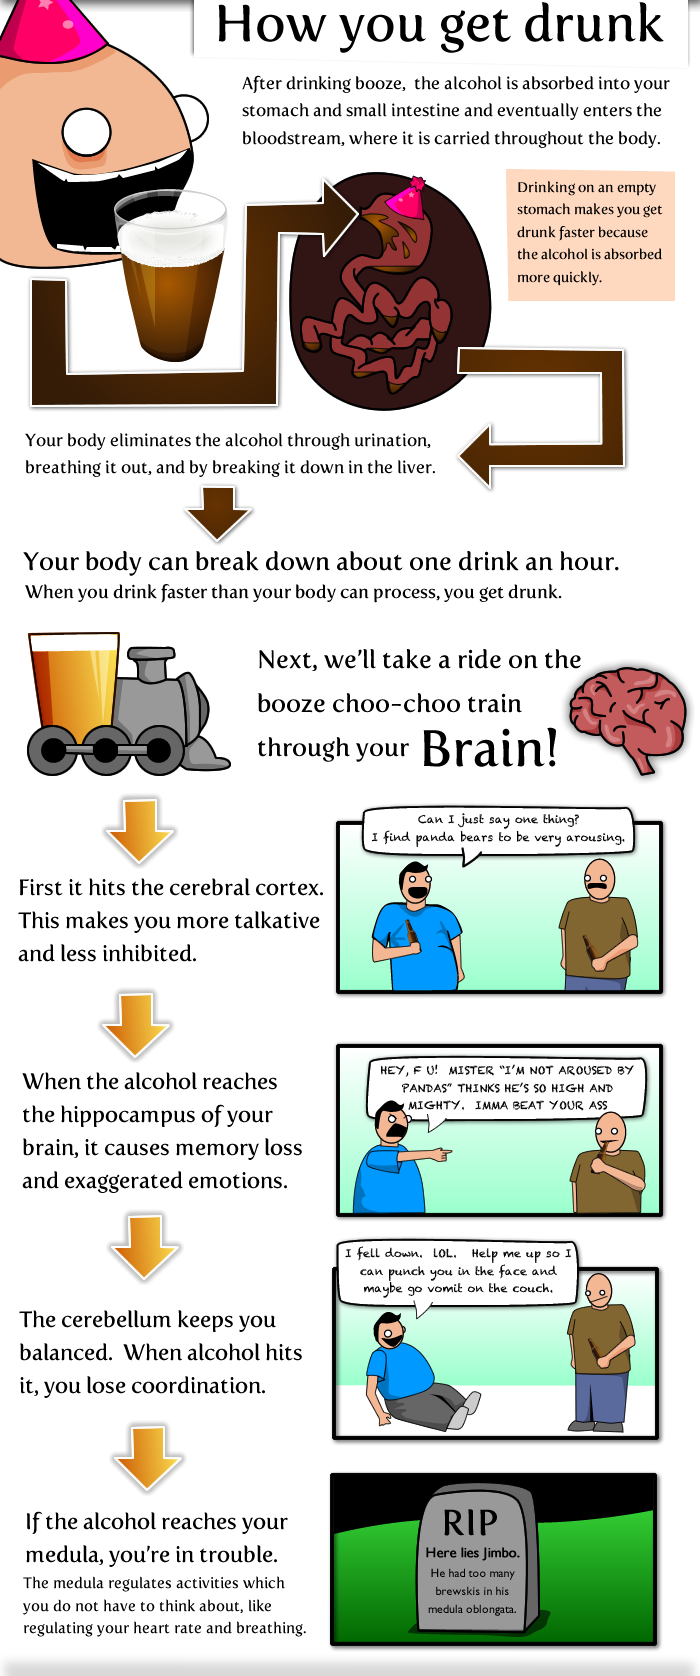 How you get drunk
After drinking booze, the alcohol is absorbed into your
stomach and small intestine and eventually enters the
bloodstream, where it is carried throughout the body.
Drinking on an empty
stomach makes you get
drunk faster because
the alcohol is absorbed
more quickly.
Your body eliminates the alcohol through urination,
breathing it out, and by breaking it down in the liver.
Your body can break down about one drink an hour.
When you drink faster than your body can process, you get drunk.
Next, we'll take a ride on the
booze choo-choo train
through your Brain!
Can I just say one thing?
I find panda bears to be very arousing.
First it hits the cerebral cortex.
This makes you more talkative
and less inhibited.
HEY, F U! MISTER "I'M NOT AROUSED BY
PANDAS" THINKS HE'S SO HIGH AND
MIGHTY. IMMA BEAT YOUR ASS
When the alcohol reaches
the hippocampus of your
brain, it causes memory loss
and exaggerated emotions.
I fell down. LOL. Help me up so I
can punch you in the face and
maybe go vomit on the couch.
The cerebellum keeps you
balanced. When alcohol hits
it, you lose coordination.
If the alcohol reaches your
medula, you're in trouble.
The medula regulates activities which
you do not have to think about, like
regulating your heart rate and breathing.
RIP
Here lies Jimbo.
He had too many
brewskis in his
medula oblongata.